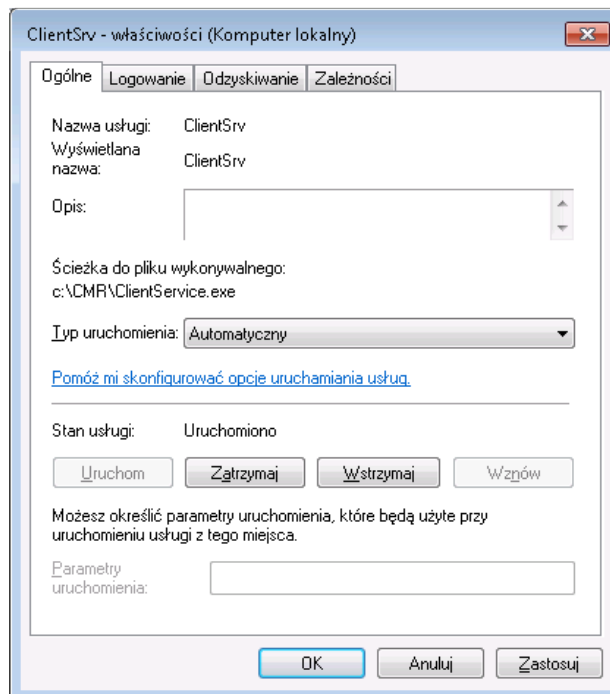 ClientSrv - właściwości (Komputer lokalny)
Ogólne Logowanie Odzyskiwanie Zależności
Nazwa usługi: ClientSrv
Wyświetlana nazwa: ClientSrv
Opis:
Ścieżka do pliku wykonywalnego:
c:\CMR\ClientService.exe
Typ uruchomienia: Automatyczny
Pomóż mi skonfigurować opcje uruchamiania usług.
Stan usługi: Uruchomiono
Uruchom Zatrzymaj Wstrzymaj Wznów
Możesz określić parametry uruchomienia, które będą użyte przy
uruchomieniu usługi z tego miejsca.
Parametry
uruchomienia:
OK Anuluj Zastosuj